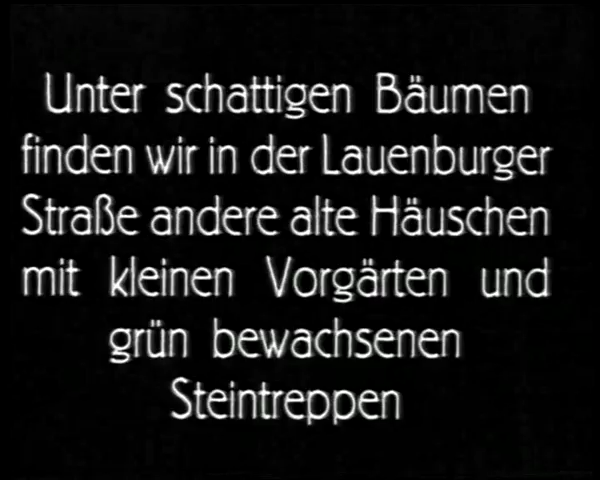 Unter schattigen Bäumen
finden wir in der Lauenburger
Straße andere alte Häuschen
mit kleinen Vorgärten und
grün bewachsenen
Steintreppen